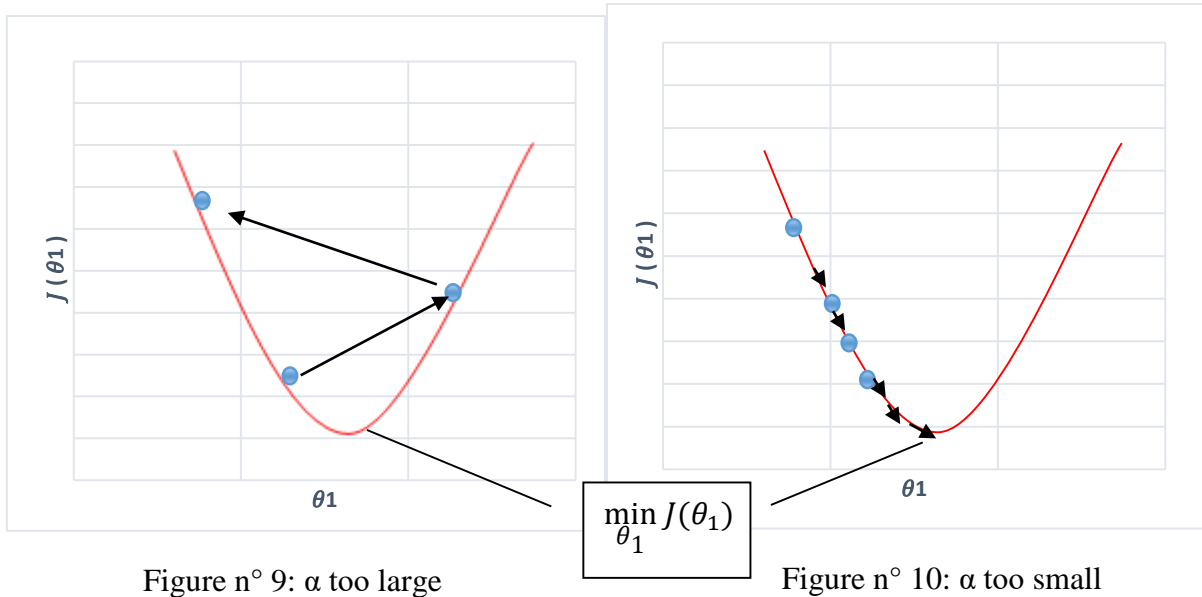 J ( θ1 )
θ1
Figure n° 9: α too large
J ( θ1 )
θ1
Figure n° 10: α too small
min J(θ₁)
θ₁